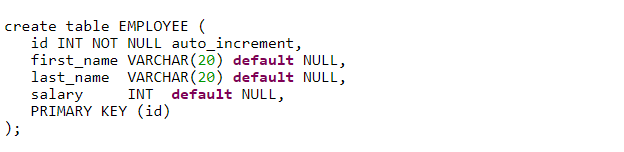 create table EMPLOYEE (
   id INT NOT NULL auto_increment,
   first_name VARCHAR(20) default NULL,
   last_name  VARCHAR(20) default NULL,
   salary     INT  default NULL,
   PRIMARY KEY (id)
);